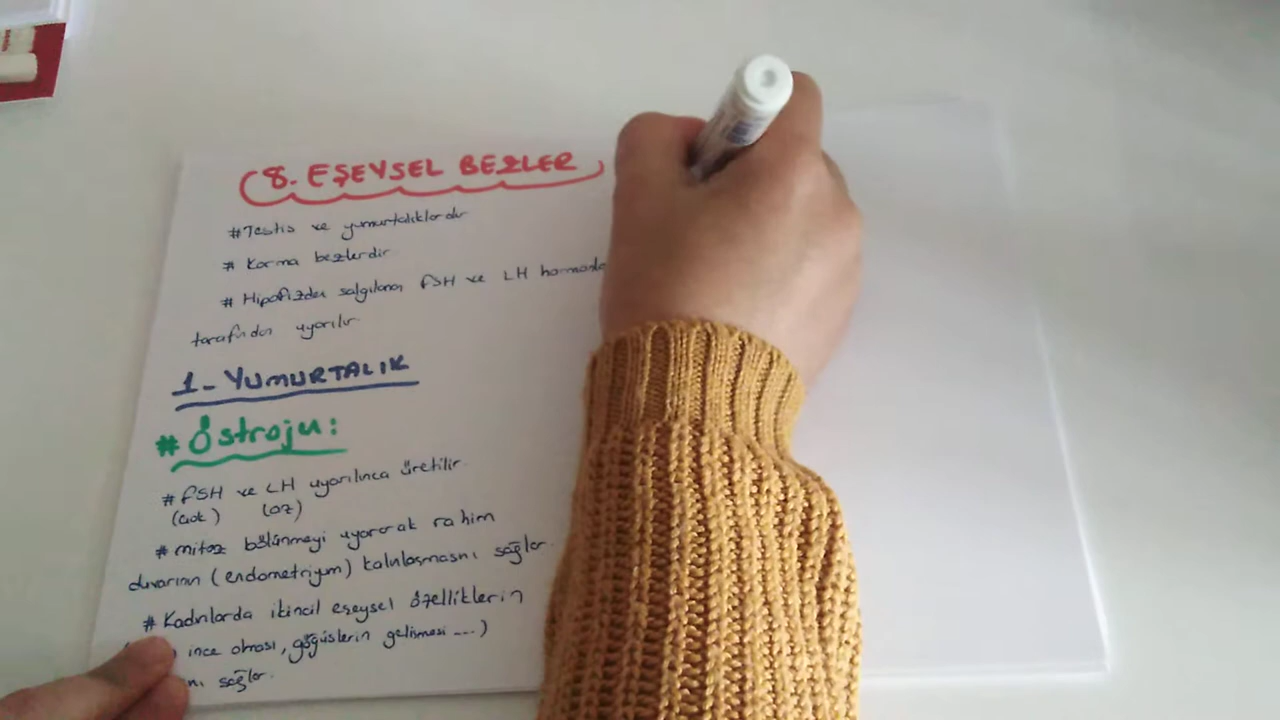 8. EŞEYSEL BEZLER
#Testis ve yumurtalıklardır
# Karma bezlerdir
# Hipofizden salgılanan FSH ve LH
tarafından uyarılır
1- YUMURTALIK
# Östrojen:
# FSH ve LH uyarılınca üretilir.
(çok) (az)
# mitoz bölünmeyi uyararak rahim
duvarının (endometriyum) kalınlaşmasını sağlar.
# Kadınlarda ikincil eşeysel özelliklerin
ince olması, göğüslerin gelişmesi ---)
sağlar.